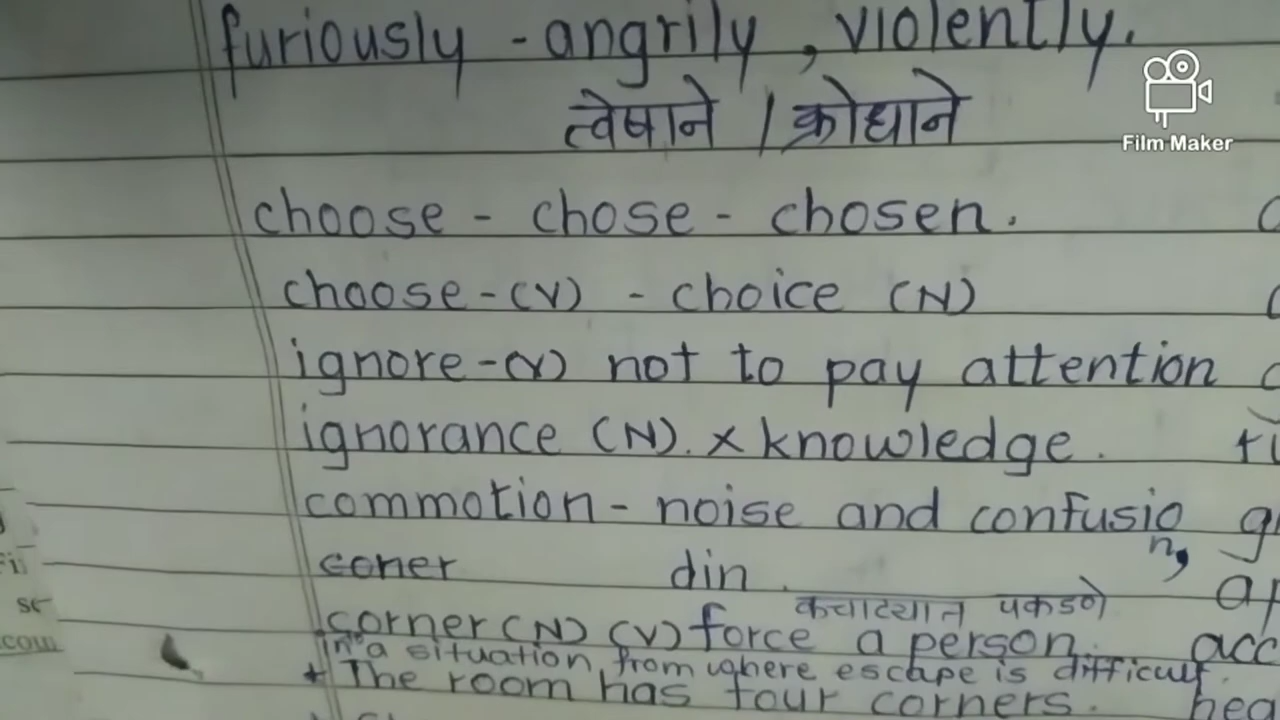 furiously - angrily, violently.
त्वेषाने / क्रोधाने
Film Maker
choose - chose - chosen.
choose-(V) - choice (N)
ignore-(V) not to pay attention
ignorance (N). x knowledge.
commotion - noise and confusio
n,
coner din.
कचाट्यात पकडणे
corner (N) (V) force a person.
in a situation, from where escape is difficult.
* The room has four corners.